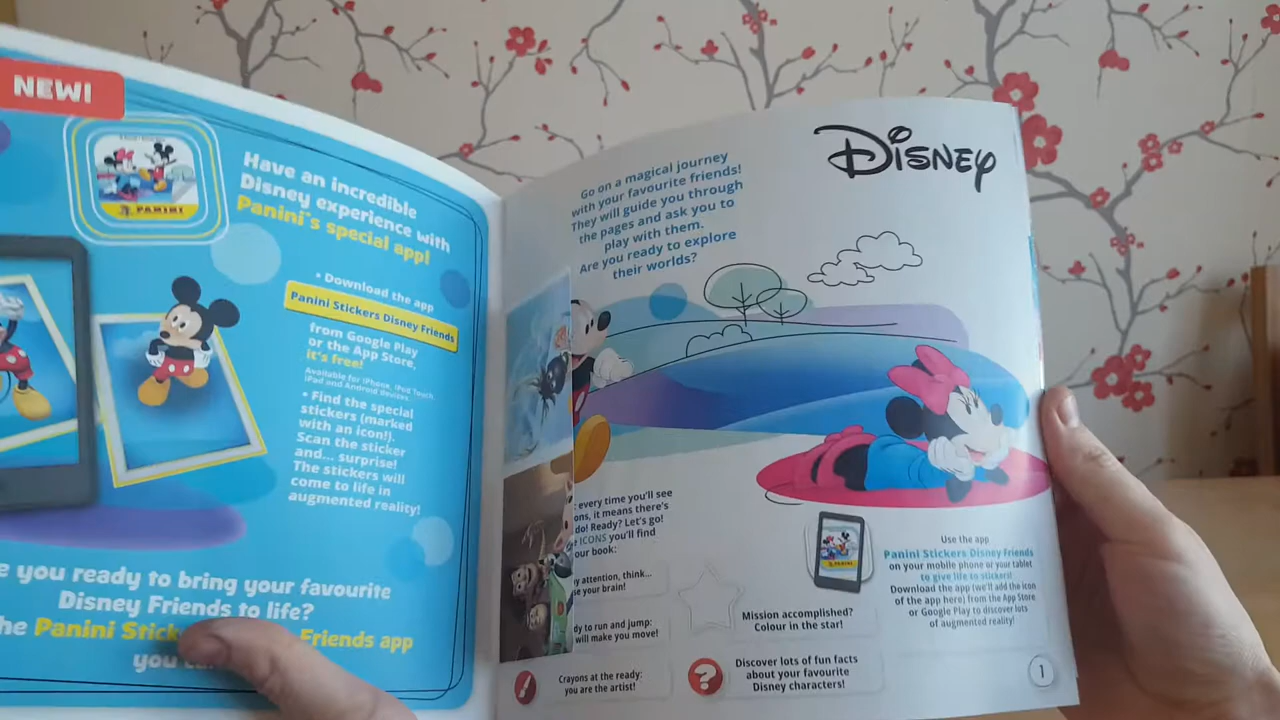 NEW!
PANINI
Have an incredible
Disney experience with
Panini's special app!
• Download the app
Panini Stickers Disney Friends
from Google Play
or the App Store,
it's free!
Available for iPhone, iPod Touch,
iPad and Android devices.
• Find the special
stickers (marked
with an icon!).
Scan the sticker
and... surprise!
The stickers will
come to life in
augmented reality!
e you ready to bring your favourite
Disney Friends to life?
he Panini Stick Friends app
you
Disney
Go on a magical journey
with your favourite friends!
They will guide you through
the pages and ask you to
play with them.
Are you ready to explore
their worlds?
: every time you'll see
ons, it means there's
do! Ready? Let's go!
ICONS you'll find
our book:
y attention, think...
se your brain!
dy to run and jump:
will make you move!
Crayons at the ready:
you are the artist!
Mission accomplished?
Colour in the star!
Discover lots of fun facts
about your favourite
Disney characters!
Use the app
Panini Stickers Disney Friends
on your mobile phone or your tablet
to give life to stickers!
Download the app (we'll add the icon
of the app here) from the App Store
or Google Play to discover lots
of augmented reality!
1